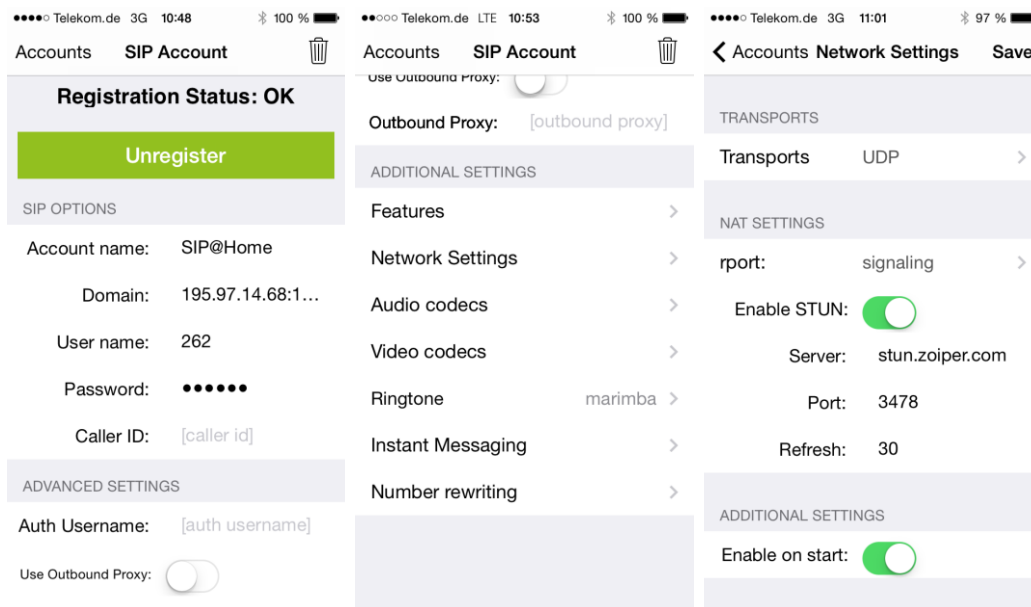 Telekom.de 3G 10:48 100 %
Accounts SIP Account
Registration Status: OK
Unregister
SIP OPTIONS
Account name: SIP@Home
Domain: 195.97.14.68:1...
User name: 262
Password: ●●●●●●
Caller ID: [caller id]
ADVANCED SETTINGS
Auth Username: [auth username]
Use Outbound Proxy:
Telekom.de LTE 10:53 100 %
Accounts SIP Account
Use Outbound Proxy:
Outbound Proxy: [outbound proxy]
ADDITIONAL SETTINGS
Features
Network Settings
Audio codecs
Video codecs
Ringtone marimba
Instant Messaging
Number rewriting
Telekom.de 3G 11:01 97 %
Accounts Network Settings Save
TRANSPORTS
Transports UDP
NAT SETTINGS
rport: signaling
Enable STUN:
Server: stun.zoiper.com
Port: 3478
Refresh: 30
ADDITIONAL SETTINGS
Enable on start: